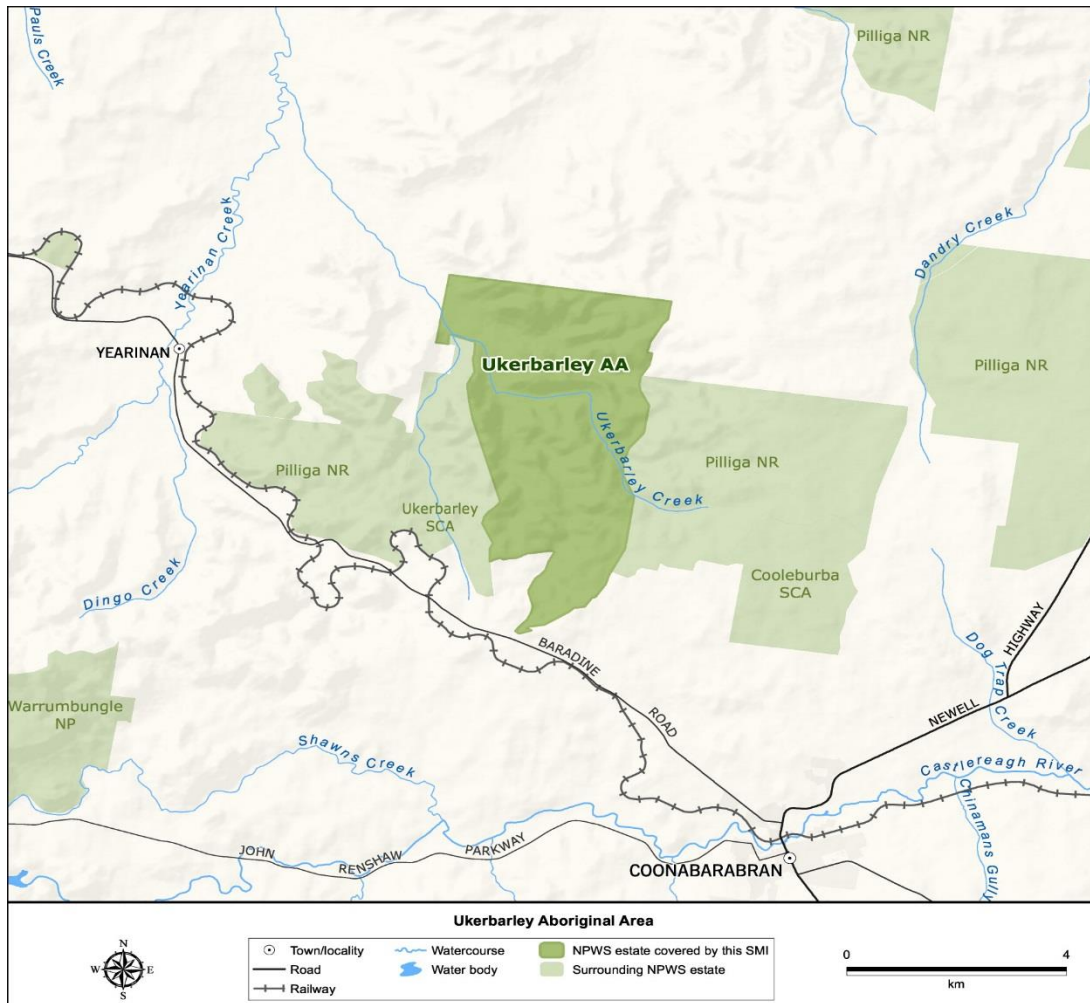 Pauls Creek
Pilliga NR
Yearinan Creek
Dandry Creek
YEARINAN
Ukerbarley AA
Pilliga NR
Ukerbarley Creek
Pilliga NR
Pilliga NR
Ukerbarley
SCA
Cooleburba
SCA
Dingo Creek
HIGHWAY
BARADINE
ROAD
Dog Trap Creek
NEWELL
Warrumbungle
NP
Shawns Creek
Castlereagh River
Chinamans Gully
JOHN
RENSHAW
PARKWAY
COONABARABRAN
Ukerbarley Aboriginal Area
N
W
E
S
Town/locality
Road
Railway
Watercourse
Water body
NPWS estate covered by this SMI
Surrounding NPWS estate
0
4
km